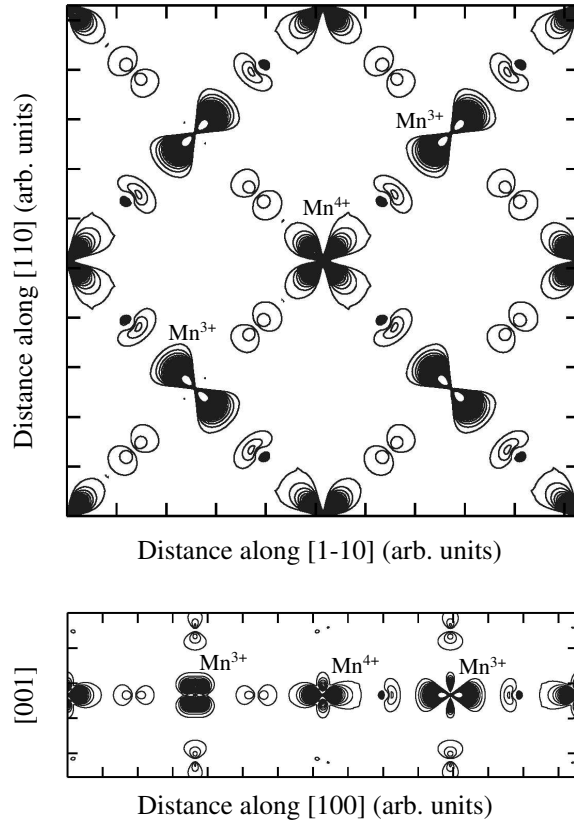 Distance along [110] (arb. units)
Mn3+
Mn4+
Mn3+
Distance along [1-10] (arb. units)
[001]
Mn3+ Mn4+ Mn3+
Distance along [100] (arb. units)